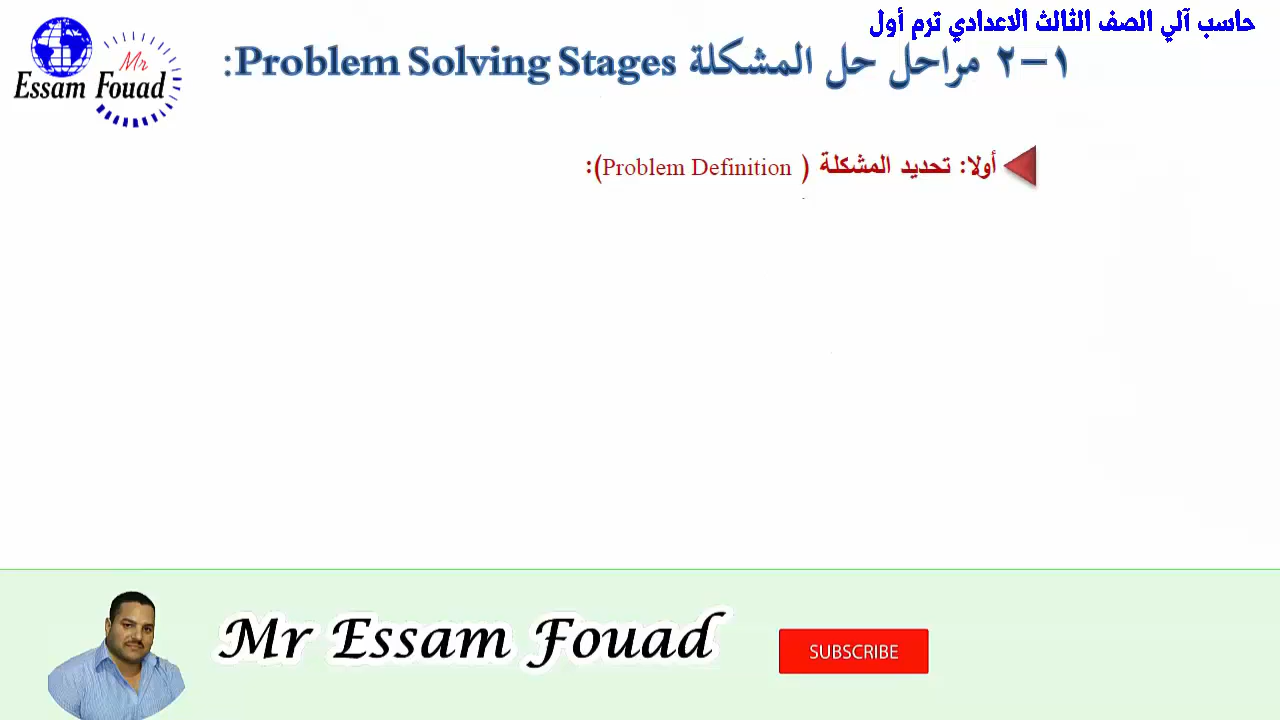 حاسب آلي الصف الثالث الاعدادي ترم أول
Mr
Essam Fouad
١-٢ مراحل حل المشكلة Problem Solving Stages:
أولا: تحديد المشكلة ( Problem Definition):
Mr Essam Fouad
SUBSCRIBE